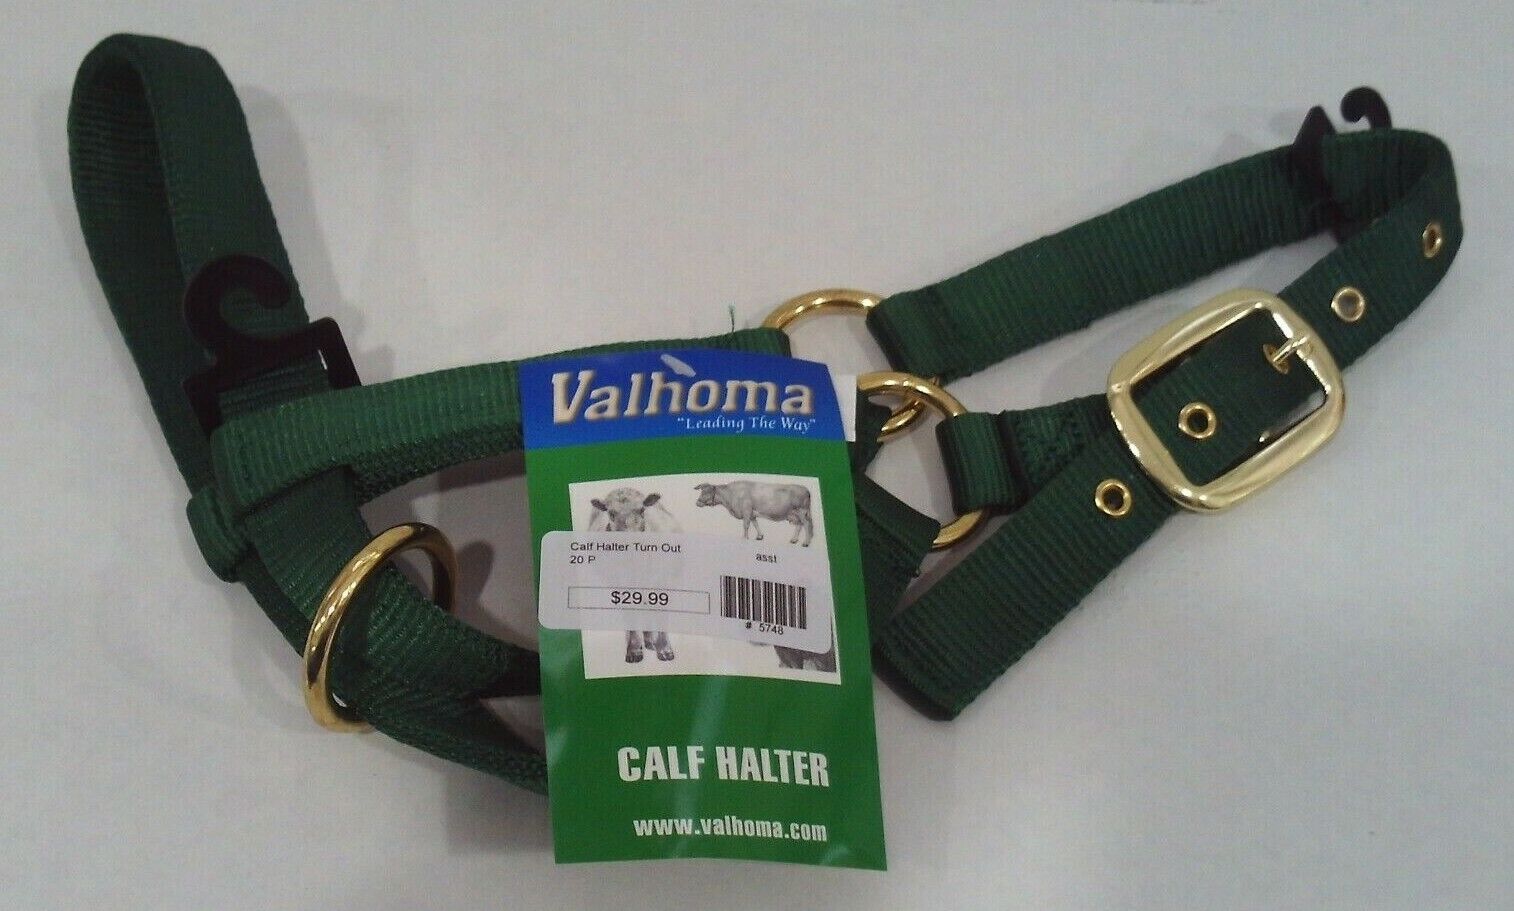 Valhoma
"Leading The Way"
Calf Halter Turn Out
20 P
asst
$29.99
# 5748
CALF HALTER
www.valhoma.com